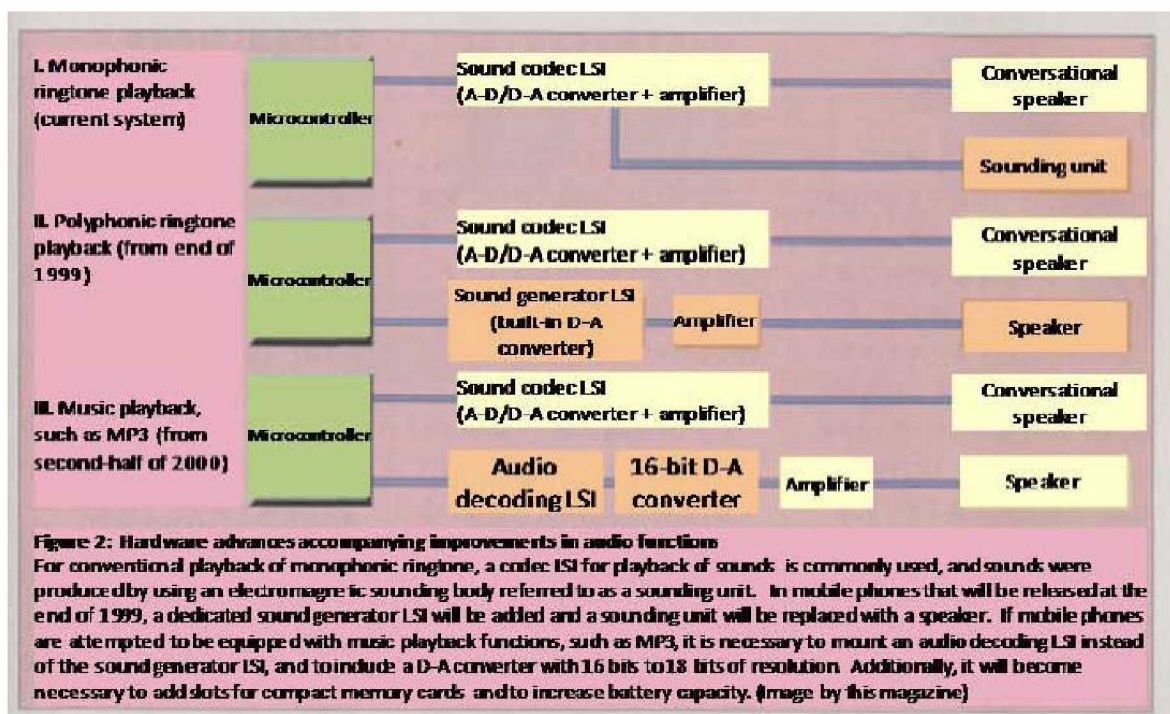 I. Monophonic
ringtone playback
(current system)
Microcontroller
Sound codec LSI
(A-D/D-A converter + amplifier)
Conversational
speaker
Sounding unit
II. Polyphonic ringtone
playback (from end of
1999)
Microcontroller
Sound codec LSI
(A-D/D-A converter + amplifier)
Conversational
speaker
Sound generator LSI
(built-in D-A
converter)
Amplifier
Speaker
III. Music playback,
such as MP3 (from
second-half of 2000)
Microcontroller
Sound codec LSI
(A-D/D-A converter + amplifier)
Conversational
speaker
Audio
decoding LSI
16-bit D-A
converter
Amplifier
Speaker
Figure 2: Hardware advances accompanying improvements in audio functions
For conventional playback of monophonic ringtone, a codec LSI for playback of sounds is commonly used, and sounds were
produced by using an electromagnetic sounding body referred to as a sounding unit. In mobile phones that will be released at the
end of 1999, a dedicated sound generator LSI will be added and a sounding unit will be replaced with a speaker. If mobile phones
are attempted to be equipped with music playback functions, such as MP3, it is necessary to mount an audio decoding LSI instead
of the sound generator LSI, and to include a D-A converter with 16 bits to 18 bits of resolution. Additionally, it will become
necessary to add slots for compact memory cards and to increase battery capacity. (Image by this magazine)